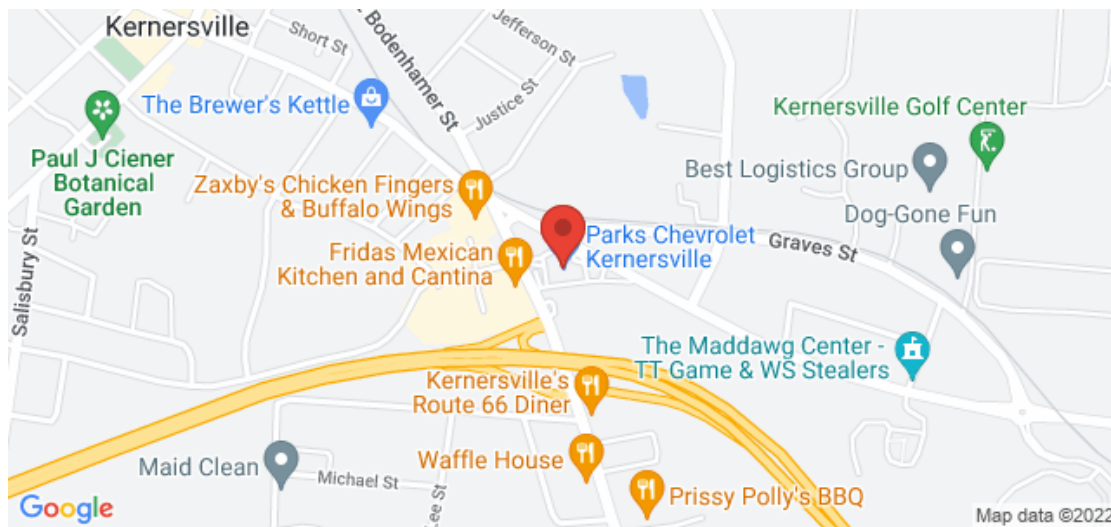 Kernersville
Short St
Bodenhamer St
Jefferson St
Justice St
The Brewer's Kettle
Kernersville Golf Center
Paul J Ciener
Botanical
Garden
Best Logistics Group
Zaxby's Chicken Fingers
& Buffalo Wings
Dog-Gone Fun
Parks Chevrolet
Kernersville
Graves St
Fridas Mexican
Kitchen and Cantina
Salisbury St
The Maddawg Center -
TT Game & WS Stealers
Kernersville's
Route 66 Diner
Waffle House
Maid Clean
Michael St
Lee St
Prissy Polly's BBQ
Google
Map data ©2022